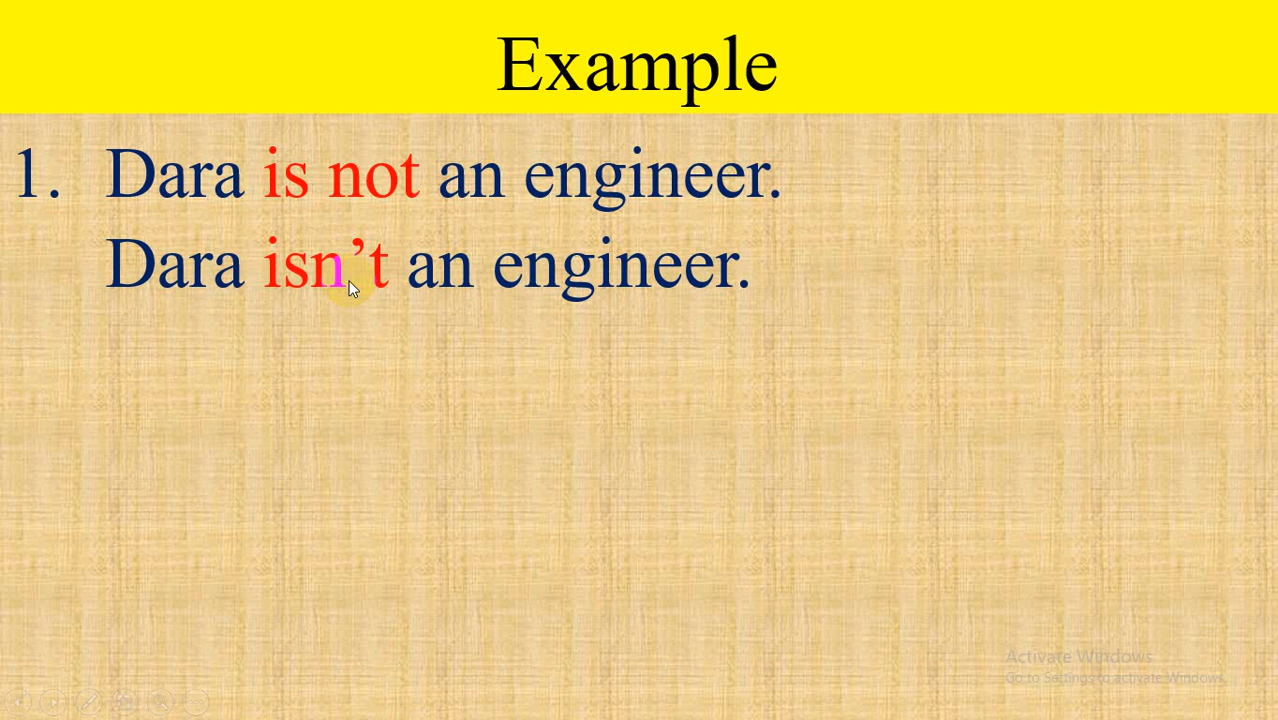 Example
1. Dara is not an engineer.
Dara isn’t an engineer.
Activate Windows
Go to Settings to activate Windows.